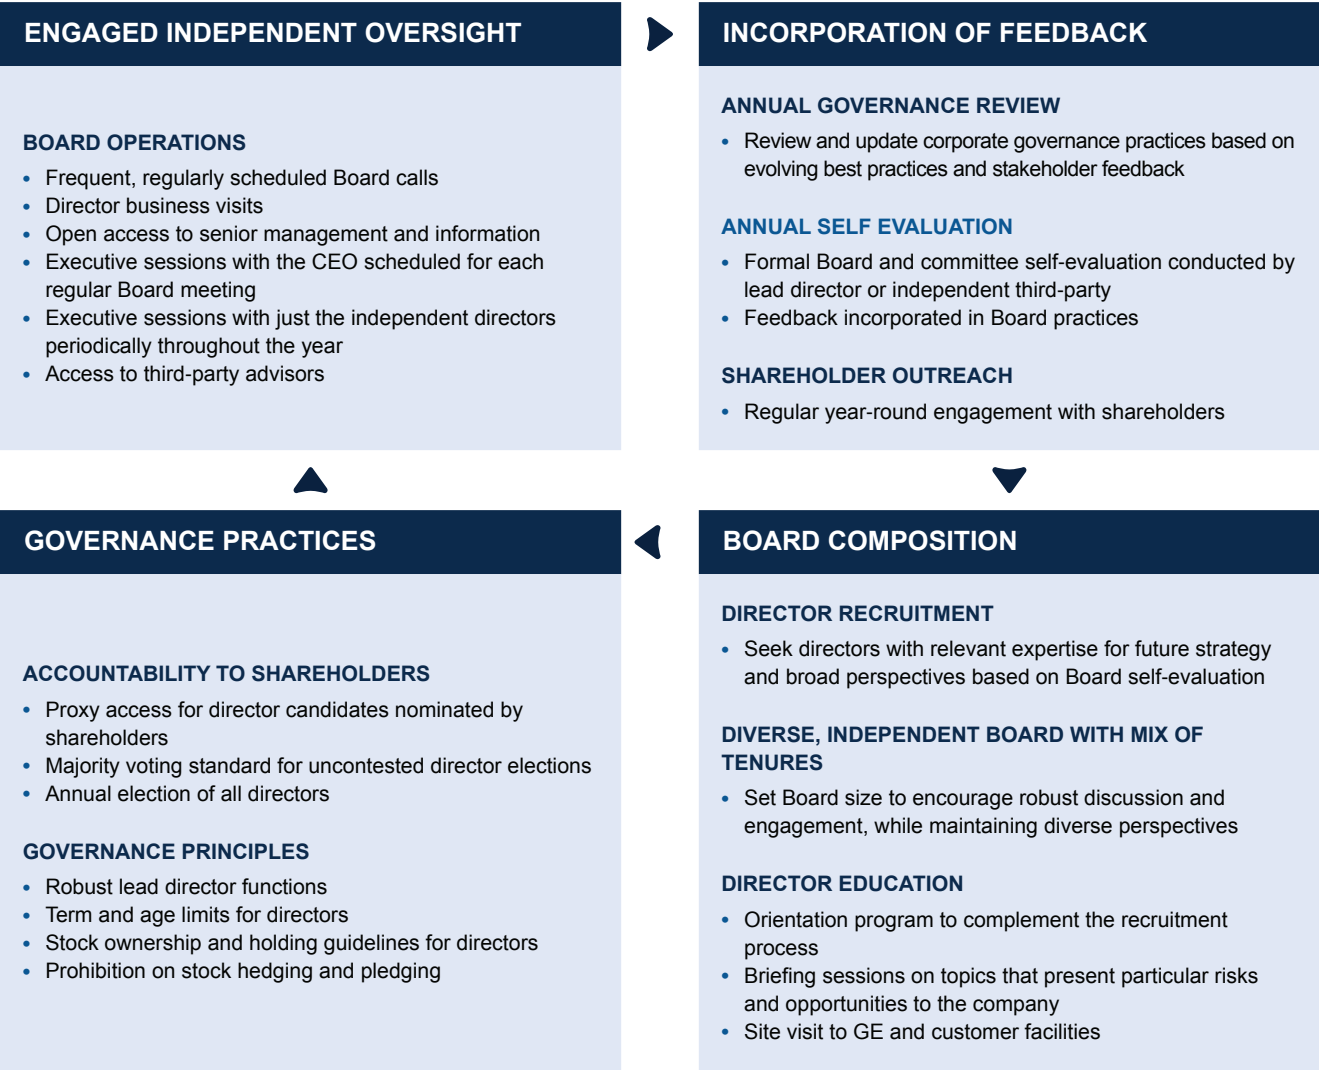 ENGAGED INDEPENDENT OVERSIGHT
BOARD OPERATIONS
• Frequent, regularly scheduled Board calls
• Director business visits
• Open access to senior management and information
• Executive sessions with the CEO scheduled for each
regular Board meeting
• Executive sessions with just the independent directors
periodically throughout the year
• Access to third-party advisors
INCORPORATION OF FEEDBACK
ANNUAL GOVERNANCE REVIEW
• Review and update corporate governance practices based on
evolving best practices and stakeholder feedback
ANNUAL SELF EVALUATION
• Formal Board and committee self-evaluation conducted by
lead director or independent third-party
• Feedback incorporated in Board practices
SHAREHOLDER OUTREACH
• Regular year-round engagement with shareholders
GOVERNANCE PRACTICES
ACCOUNTABILITY TO SHAREHOLDERS
• Proxy access for director candidates nominated by
shareholders
• Majority voting standard for uncontested director elections
• Annual election of all directors
GOVERNANCE PRINCIPLES
• Robust lead director functions
• Term and age limits for directors
• Stock ownership and holding guidelines for directors
• Prohibition on stock hedging and pledging
BOARD COMPOSITION
DIRECTOR RECRUITMENT
• Seek directors with relevant expertise for future strategy
and broad perspectives based on Board self-evaluation
DIVERSE, INDEPENDENT BOARD WITH MIX OF
TENURES
• Set Board size to encourage robust discussion and
engagement, while maintaining diverse perspectives
DIRECTOR EDUCATION
• Orientation program to complement the recruitment
process
• Briefing sessions on topics that present particular risks
and opportunities to the company
• Site visit to GE and customer facilities